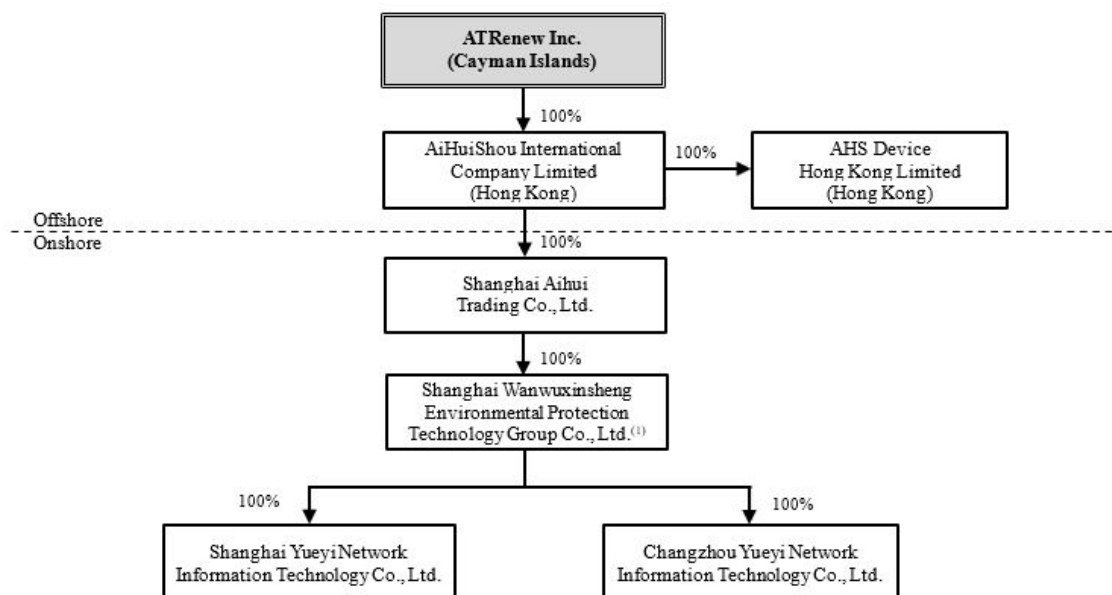 ATRenew Inc.
(Cayman Islands)
100%
AiHuiShou International
Company Limited
(Hong Kong)
100%
AHS Device
Hong Kong Limited
(Hong Kong)
Offshore
Onshore
100%
Shanghai Aihui
Trading Co., Ltd.
100%
Shanghai Wanwuxinsheng
Environmental Protection
Technology Group Co., Ltd.(1)
100%
100%
Shanghai Yueyi Network
Information Technology Co., Ltd.
Changzhou Yueyi Network
Information Technology Co., Ltd.